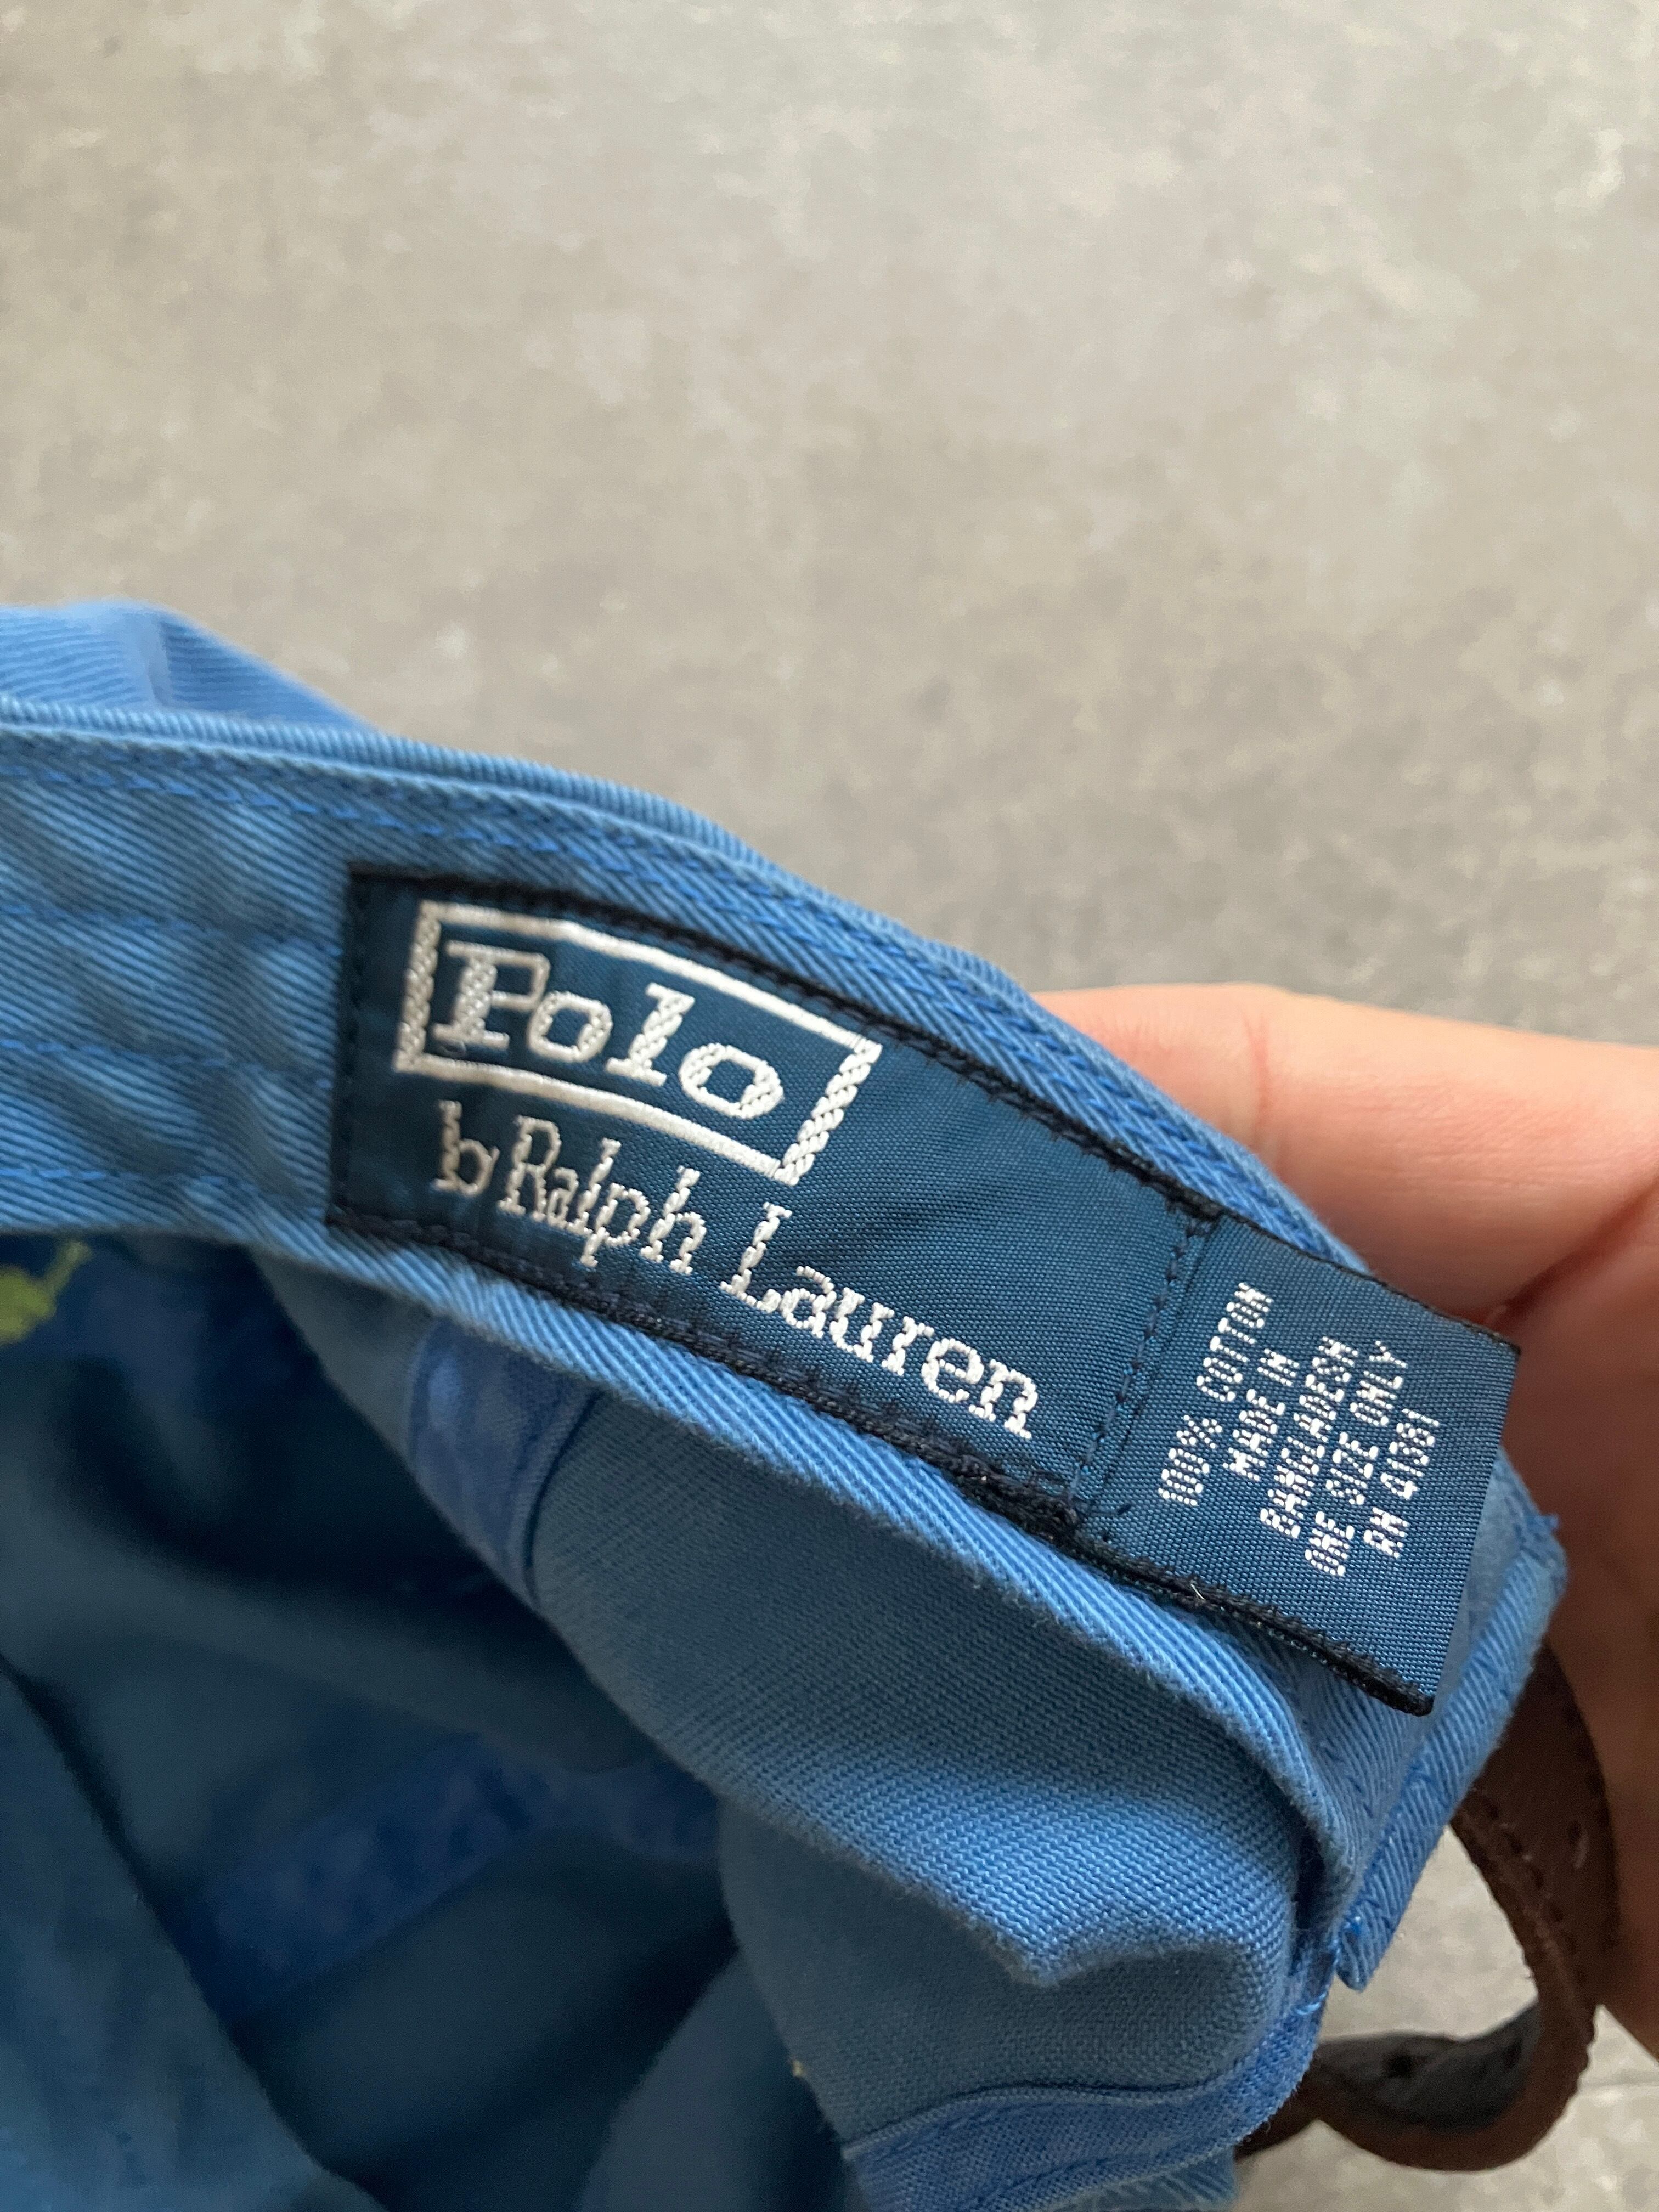 Polo
by Ralph Lauren
100% COTTON
MADE IN
BANGLADESH
ONE SIZE ONLY
RN 41381